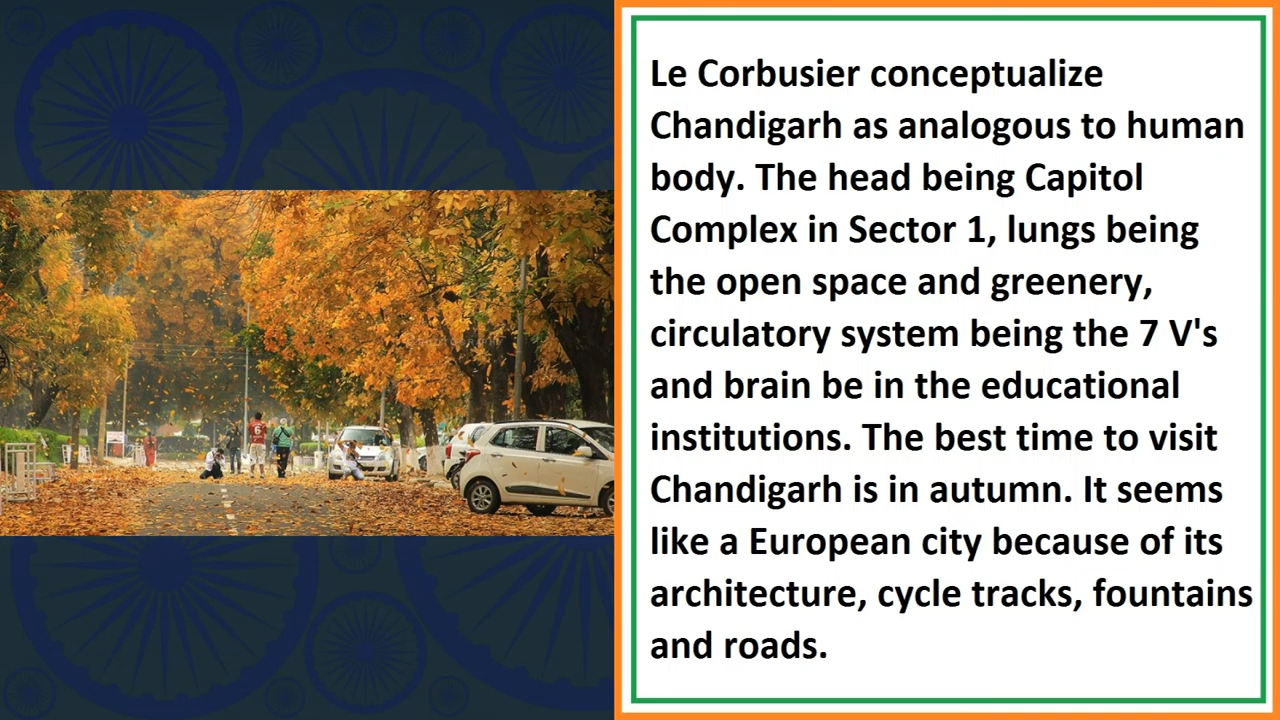 Le Corbusier conceptualize
Chandigarh as analogous to human
body. The head being Capitol
Complex in Sector 1, lungs being
the open space and greenery,
circulatory system being the 7 V's
and brain be in the educational
institutions. The best time to visit
Chandigarh is in autumn. It seems
like a European city because of its
architecture, cycle tracks, fountains
and roads.